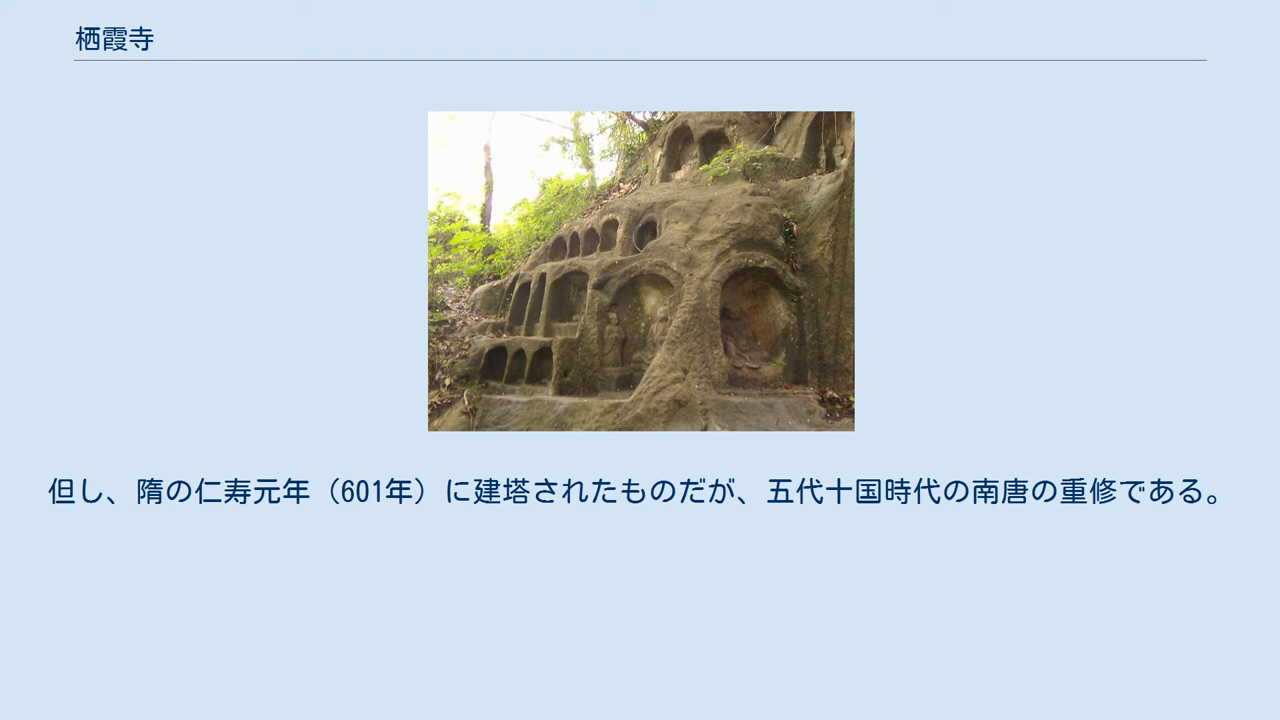 栖霞寺
但し、隋の仁寿元年（601年）に建塔されたものだが、五代十国時代の南唐の重修である。